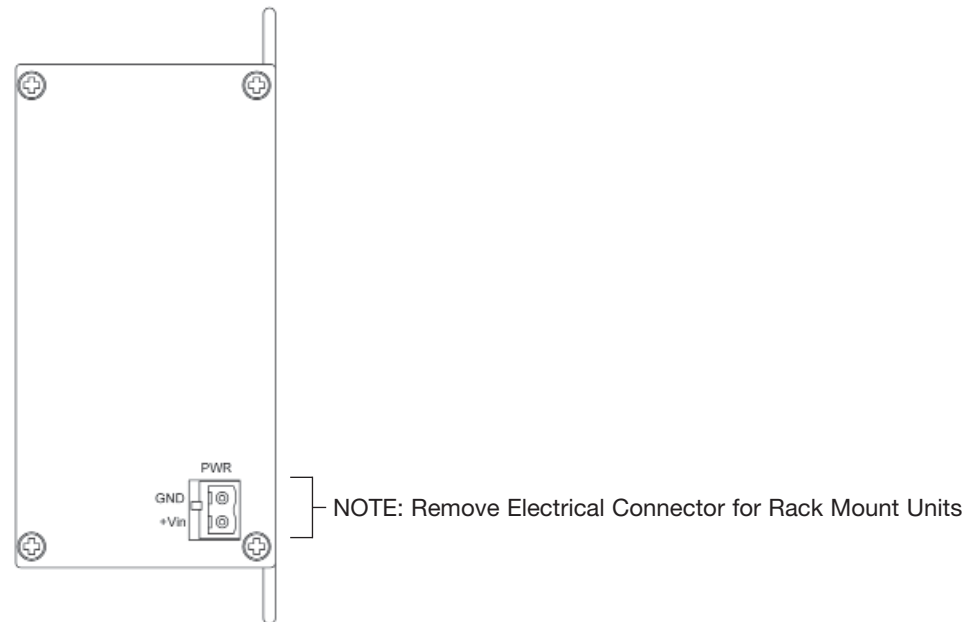 PWR
GND
+Vin
NOTE: Remove Electrical Connector for Rack Mount Units